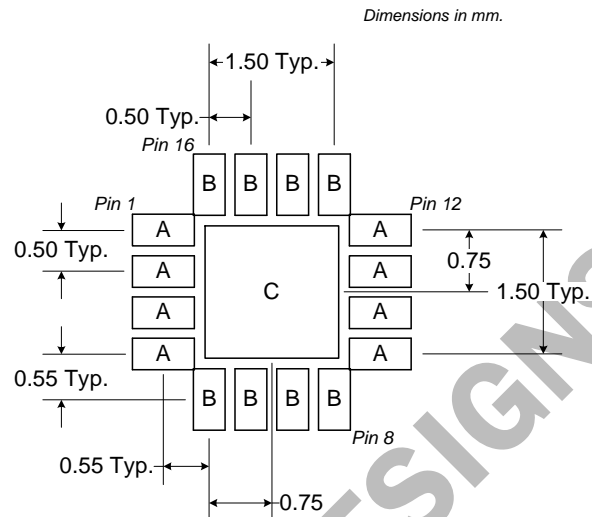 Dimensions in mm.
1.50 Typ.
0.50 Typ.
Pin 16
B B B B
Pin 1
Pin 12
A A
0.50 Typ.
0.75
A A
C
1.50 Typ.
A A
A A
0.55 Typ.
B B B B
Pin 8
0.55 Typ.
0.75
ESIGNS